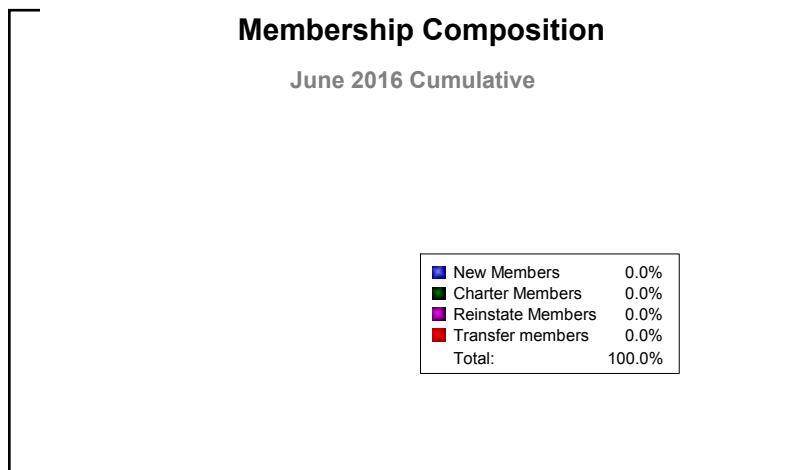 Membership Composition
June 2016 Cumulative
New Members 0.0%
Charter Members 0.0%
Reinstate Members 0.0%
Transfer members 0.0%
Total: 100.0%